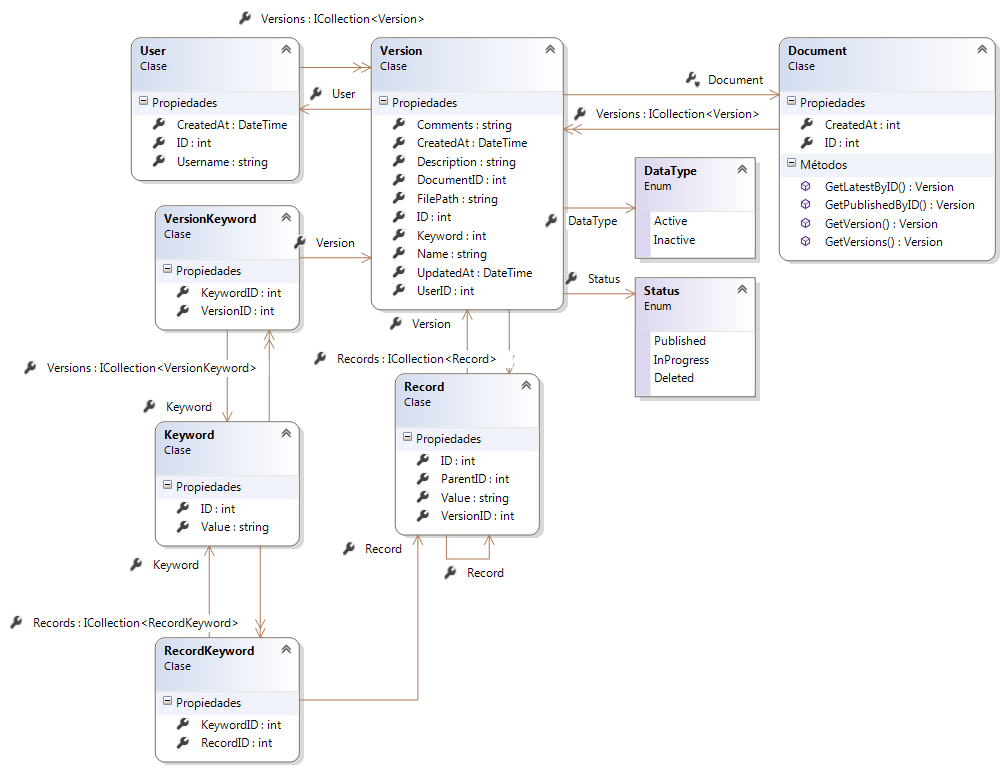 Versions : ICollection<Version>
User
Clase
Propiedades
CreatedAt : DateTime
ID : int
Username : string
User
Version
Clase
Propiedades
Comments : string
CreatedAt : DateTime
Description : string
DocumentID : int
FilePath : string
ID : int
Keyword : int
Name : string
UpdatedAt : DateTime
UserID : int
Document
Versions : ICollection<Version>
Document
Clase
Propiedades
CreatedAt : int
ID : int
Métodos
GetLatestByID() : Version
GetPublishedByID() : Version
GetVersion() : Version
GetVersions() : Version
DataType
DataType
Enum
Active
Inactive
Status
Status
Enum
Published
InProgress
Deleted
VersionKeyword
Clase
Propiedades
KeywordID : int
VersionID : int
Version
Version
Records : ICollection<Record>
Versions : ICollection<VersionKeyword>
Keyword
Keyword
Clase
Propiedades
ID : int
Value : string
Record
Clase
Propiedades
ID : int
ParentID : int
Value : string
VersionID : int
Record
Record
Keyword
Records : ICollection<RecordKeyword>
RecordKeyword
Clase
Propiedades
KeywordID : int
RecordID : int